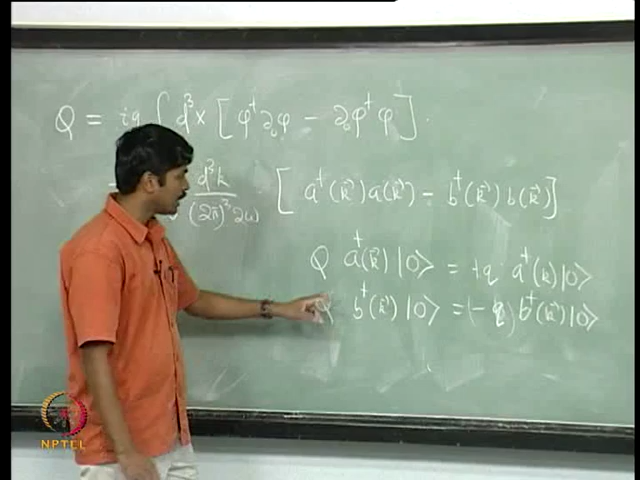 Q = iq ∫ d³x [ φ† ∂₀φ − ∂₀φ† φ ] .
d³k / (2π)³ 2ω [ a†(k⃗) a(k⃗) − b†(k⃗) b(k⃗) ]
Q a†(k⃗) |0> = +q a†(k) |0>
Q b†(k⃗) |0> = (− q) b†(k⃗) |0>
NPTEL